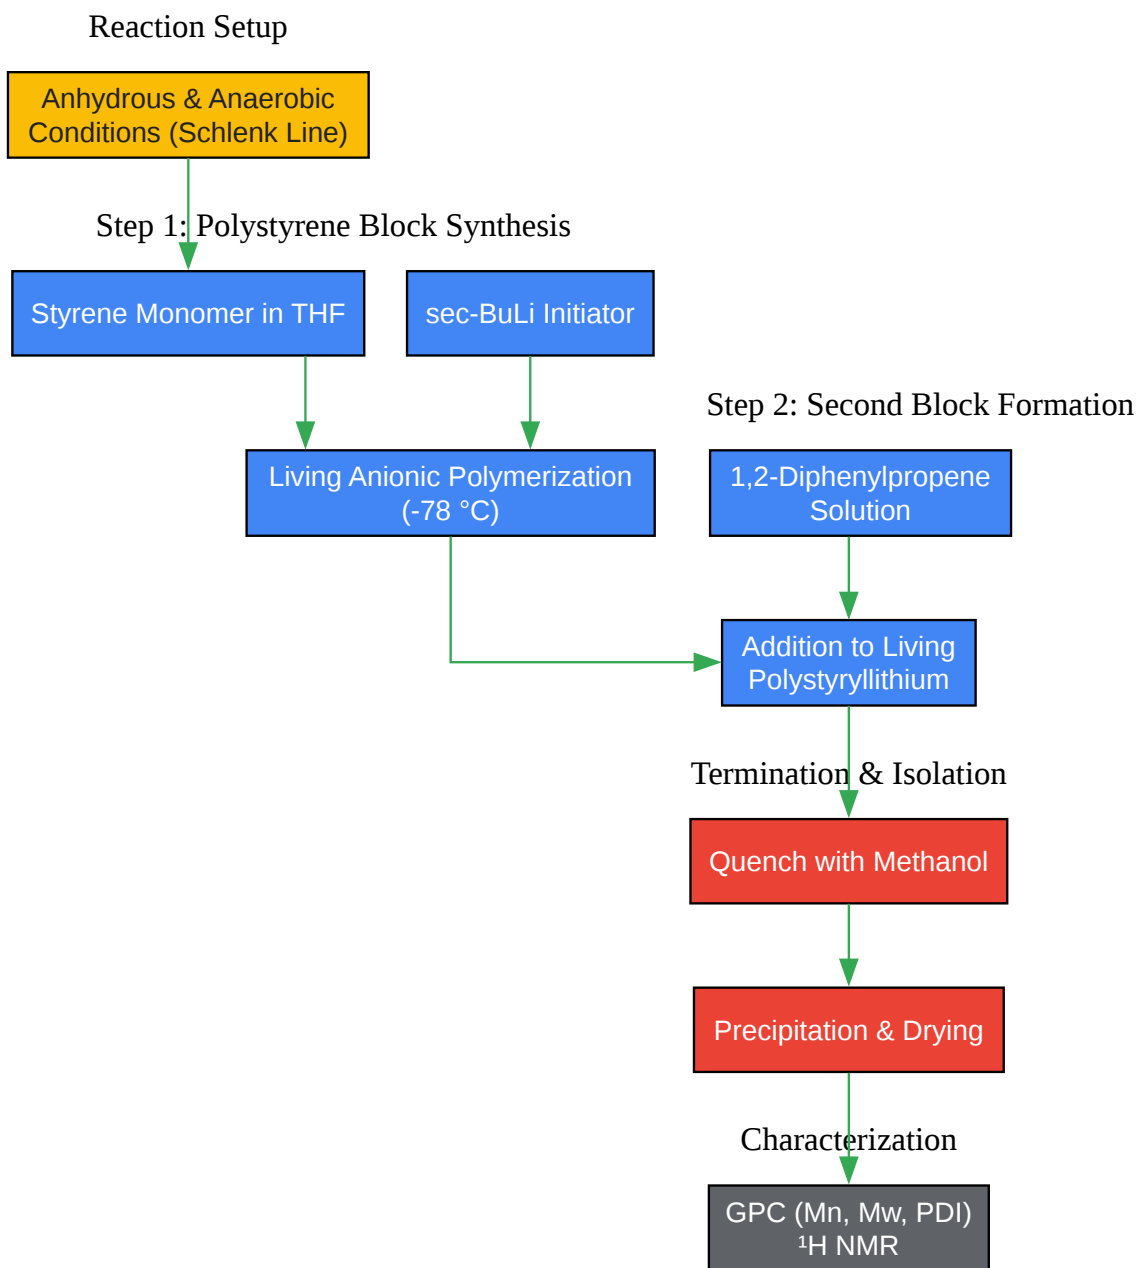 Reaction Setup
Anhydrous & Anaerobic
Conditions (Schlenk Line)
Step 1: Polystyrene Block Synthesis
Styrene Monomer in THF
sec-BuLi Initiator
Step 2: Second Block Formation
Living Anionic Polymerization
(-78 °C)
1,2-Diphenylpropene
Solution
Addition to Living
Polystyryllithium
Termination & Isolation
Quench with Methanol
Precipitation & Drying
Characterization
GPC (Mn, Mw, PDI)
¹H NMR